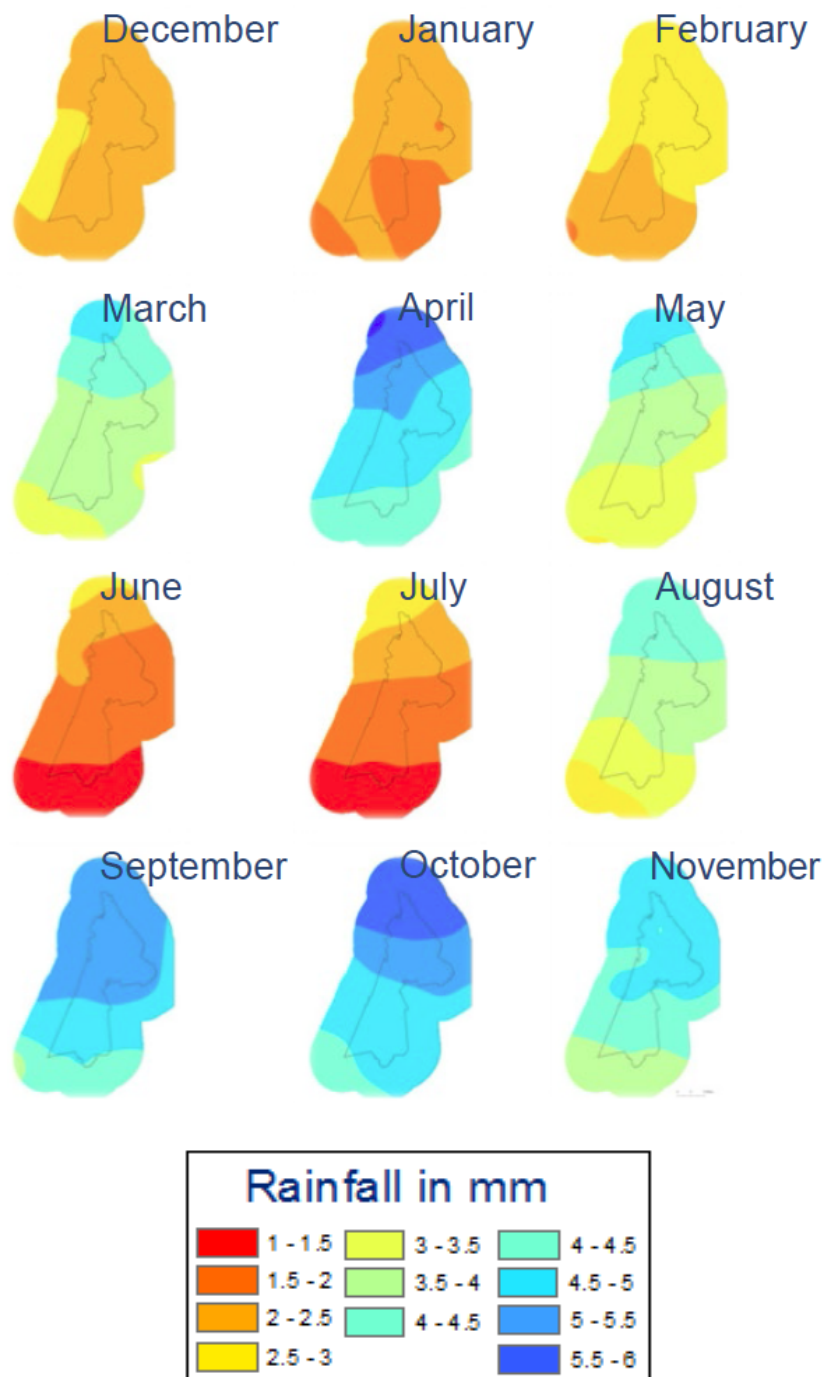 December January February
March April May
June July August
September October November
Rainfall in mm
1 - 1.5 3 - 3.5 4 - 4.5
1.5 - 2 3.5 - 4 4.5 - 5
2 - 2.5 4 - 4.5 5 - 5.5
2.5 - 3 5.5 - 6